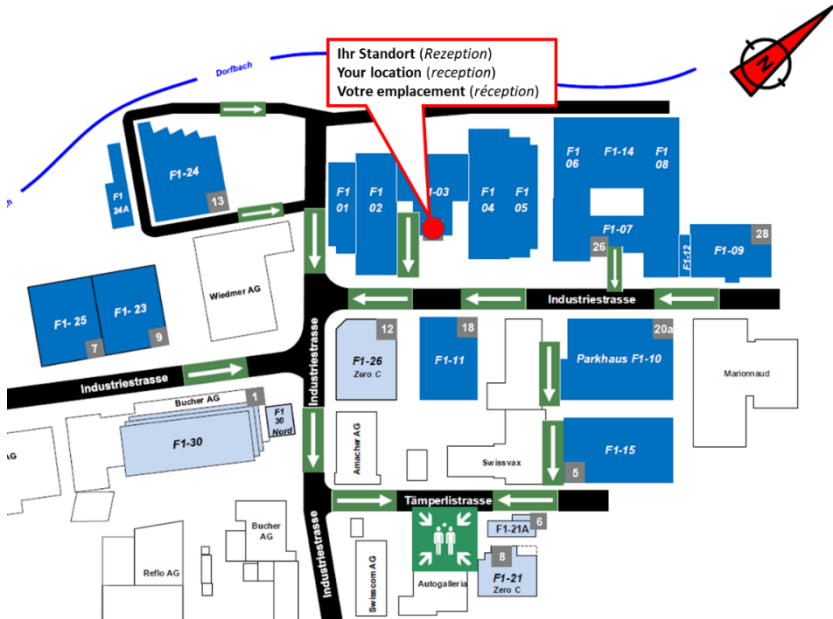 Ihr Standort (Rezeption)
Your location (reception)
Votre emplacement (réception)
Dorfbach
N
F1-24
13
F1
24A
F1
01
F1
02
F1
04
F1
05
F1
06
F1-14
F1
08
F1-07
26
F1-12
F1-09
28
Wiedmer AG
F1- 25
7
F1- 23
9
Industriestrasse
Industriestrasse
Industriestrasse
12
F1-26
Zero C
18
F1-11
20a
Parkhaus F1-10
Marionnaud
1
Bucher AG
F1-30
F1
30
Nord
Amacher AG
Swissvax
F1-15
5
Tämperlistrasse
Industriestrasse
Bucher
AG
Reflo AG
Swisscom AG
Autogalleria
6
F1-21A
8
F1-21
Zero C